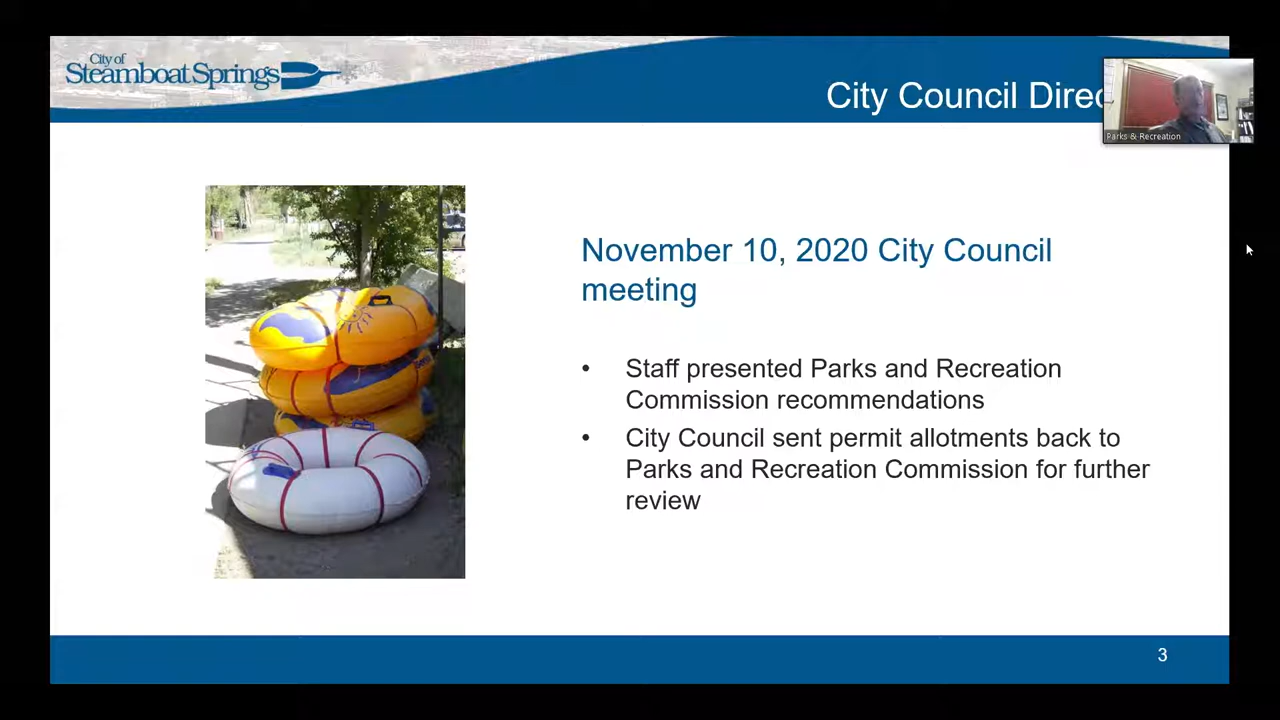 City of
Steamboat Springs
City Council Direc
Parks & Recreation
November 10, 2020 City Council
meeting
• Staff presented Parks and Recreation
Commission recommendations
• City Council sent permit allotments back to
Parks and Recreation Commission for further
review
3